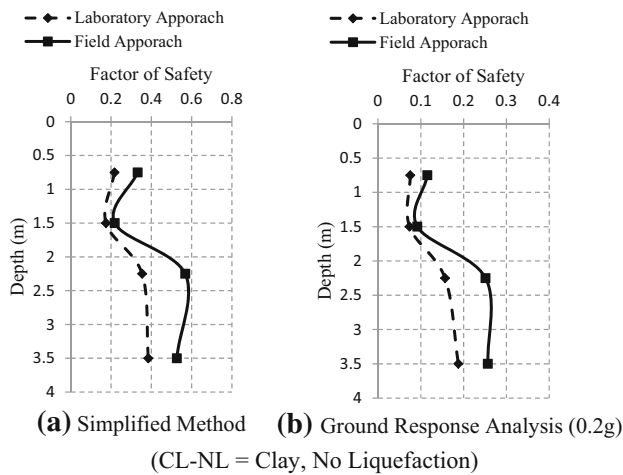 Laboratory Apporach
Field Apporach
Factor of Safety
0 0.2 0.4 0.6 0.8
0
0.5
1
1.5
2
2.5
3
3.5
4
Depth (m)
(a) Simplified Method
Laboratory Apporach
Field Apporach
Factor of Safety
0 0.1 0.2 0.3 0.4
0
0.5
1
1.5
2
2.5
3
3.5
4
Depth (m)
(b) Ground Response Analysis (0.2g)
(CL-NL = Clay, No Liquefaction)